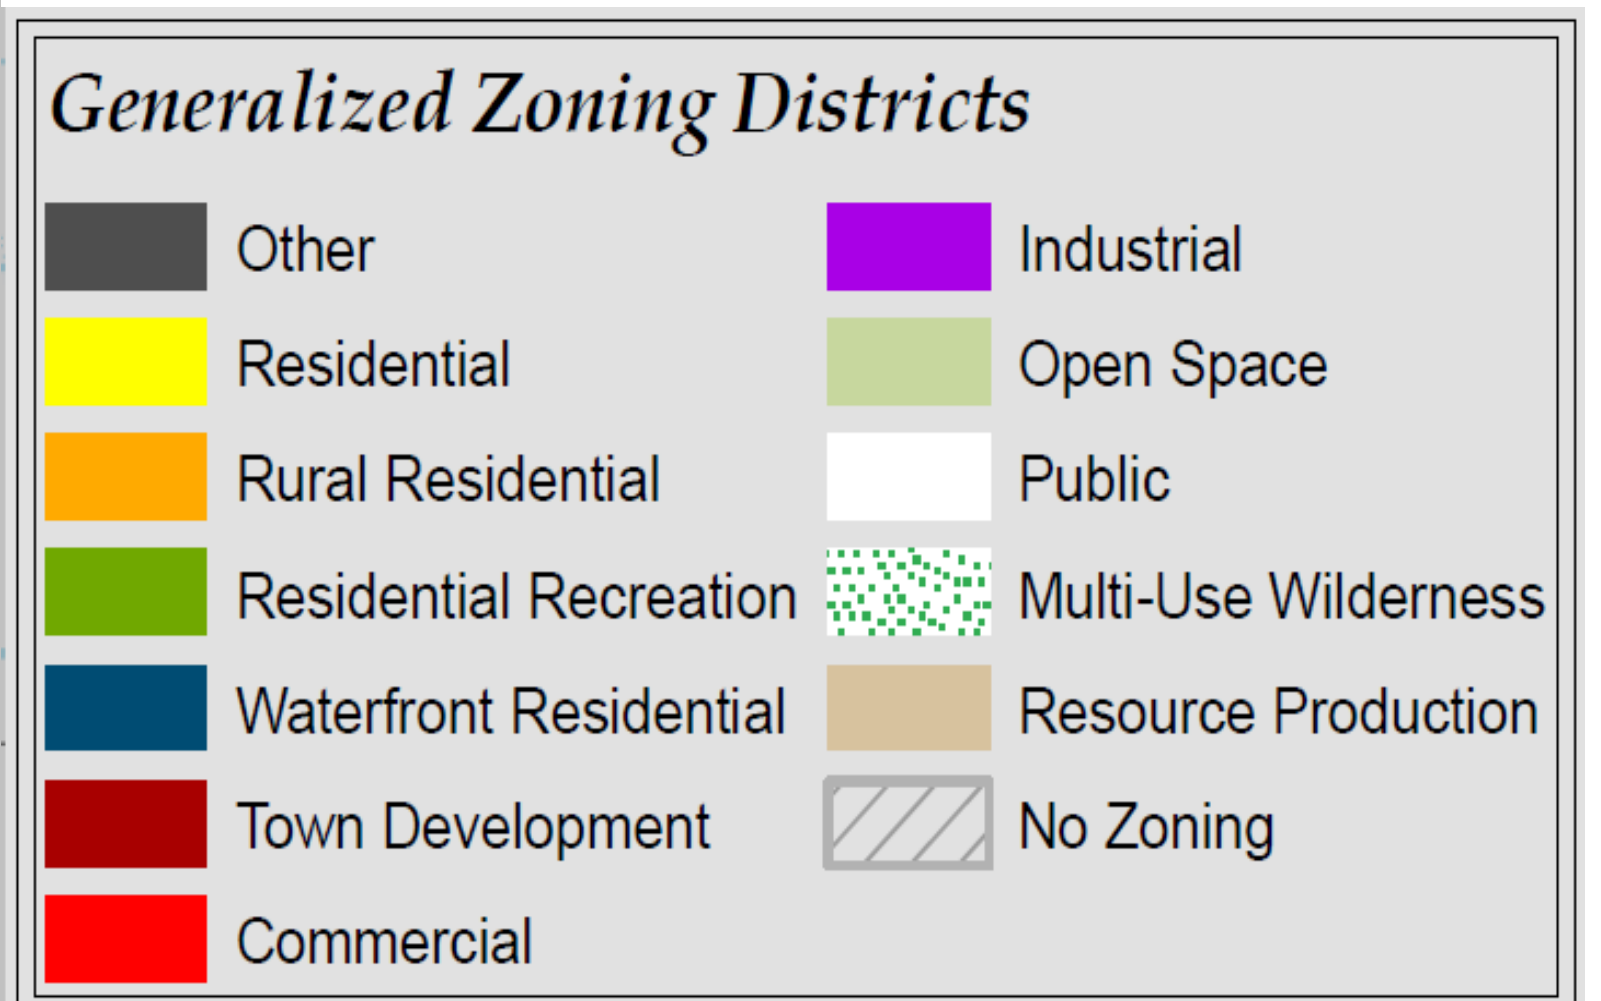 Generalized Zoning Districts
Other
Residential
Rural Residential
Residential Recreation
Waterfront Residential
Town Development
Commercial
Industrial
Open Space
Public
Multi-Use Wilderness
Resource Production
No Zoning